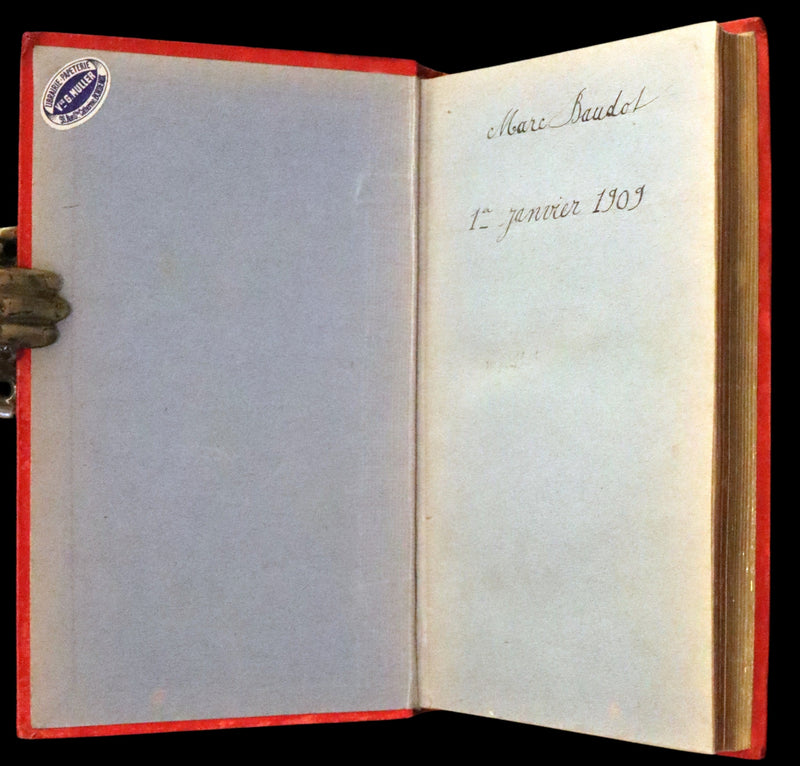 LIBRAIRIE PAPETERIE
Vve G. MULLER
Marc Baudot
1er janvier 1909